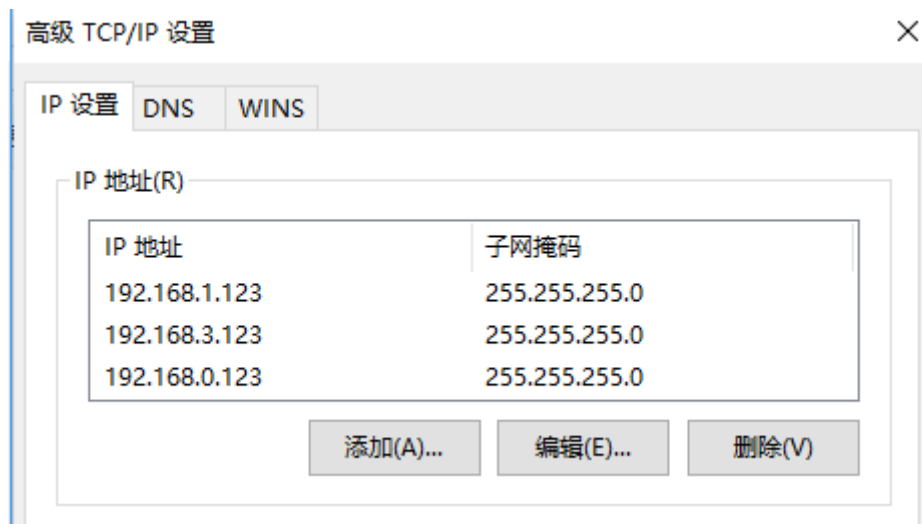 高级 TCP/IP 设置
IP 设置 DNS WINS
IP 地址(R)
IP 地址 子网掩码
192.168.1.123 255.255.255.0
192.168.3.123 255.255.255.0
192.168.0.123 255.255.255.0
添加(A)... 编辑(E)... 删除(V)